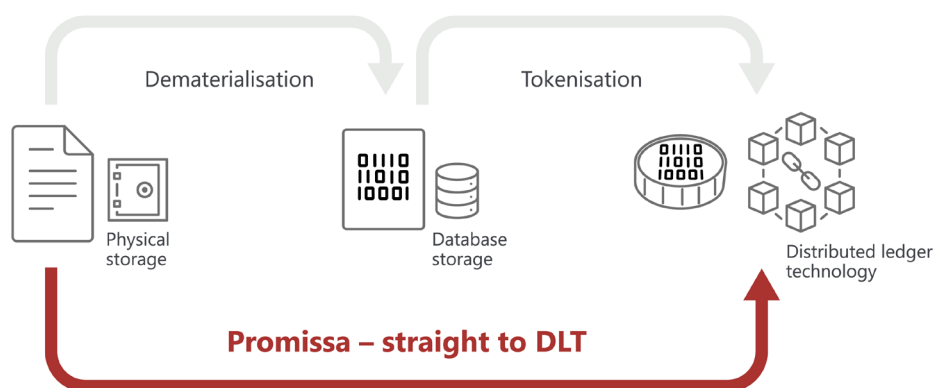 Dematerialisation
Tokenisation
01110
11010
10001
01110
11010
10001
Physical
storage
Database
storage
Distributed ledger
technology
Promissa – straight to DLT